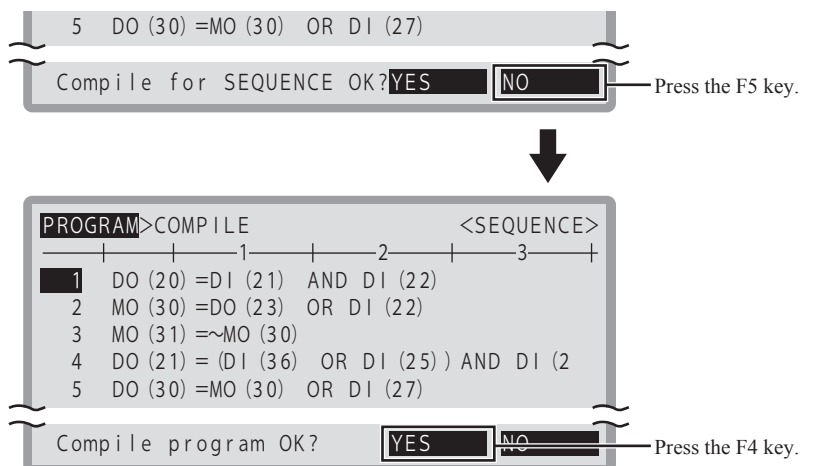 5 DO (30) =MO (30) OR DI (27)
Compile for SEQUENCE OK? YES NO
Press the F5 key.
PROGRAM>COMPILE <SEQUENCE>
1 2 3
1 DO (20) =DI (21) AND DI (22)
2 MO (30) =DO (23) OR DI (22)
3 MO (31) =~MO (30)
4 DO (21) = (DI (36) OR DI (25) ) AND DI (2
5 DO (30) =MO (30) OR DI (27)
Compile program OK? YES NO
Press the F4 key.